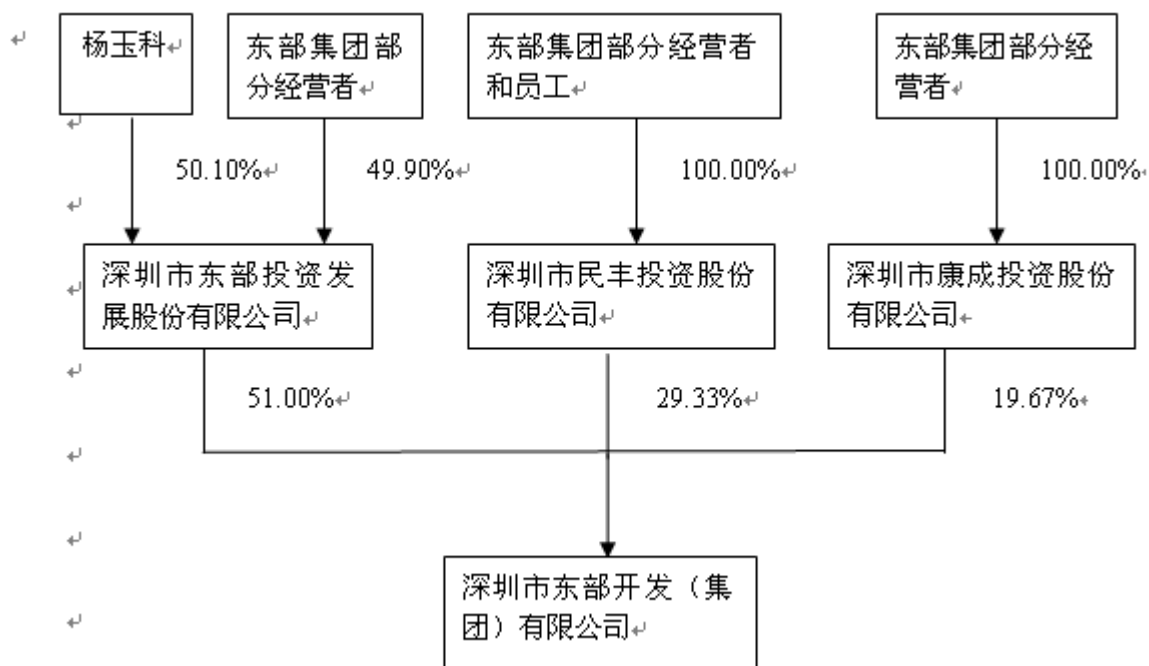 杨玉科
东部集团部
分经营者
东部集团部分经营者
和员工
东部集团部分经
营者
50.10%
49.90%
100.00%
100.00%
深圳市东部投资发
展股份有限公司
深圳市民丰投资股份
有限公司
深圳市康成投资股份
有限公司
51.00%
29.33%
19.67%
深圳市东部开发（集
团）有限公司